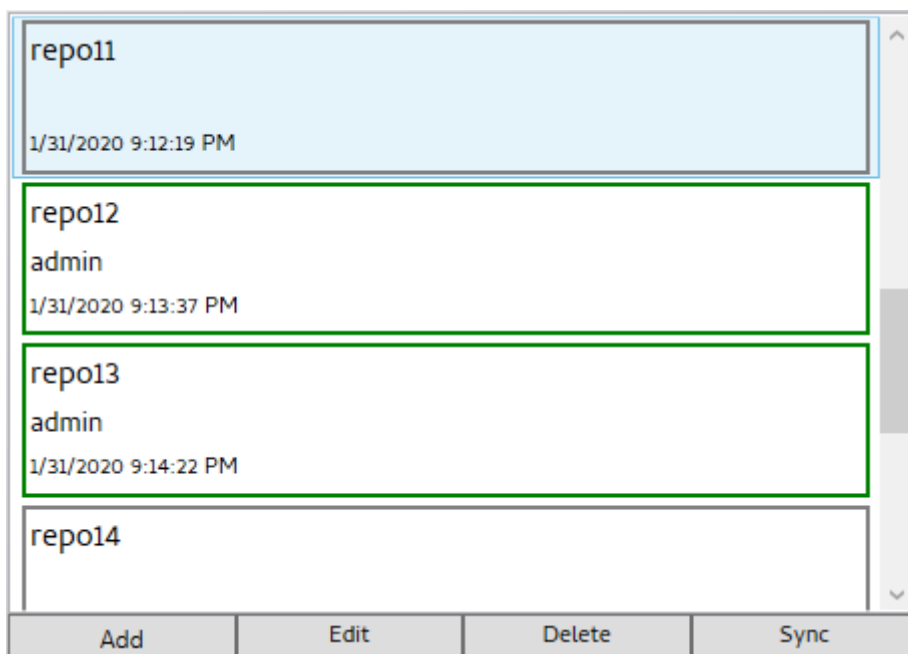 repo11
1/31/2020 9:12:19 PM
repo12
admin
1/31/2020 9:13:37 PM
repo13
admin
1/31/2020 9:14:22 PM
repo14
Add Edit Delete Sync